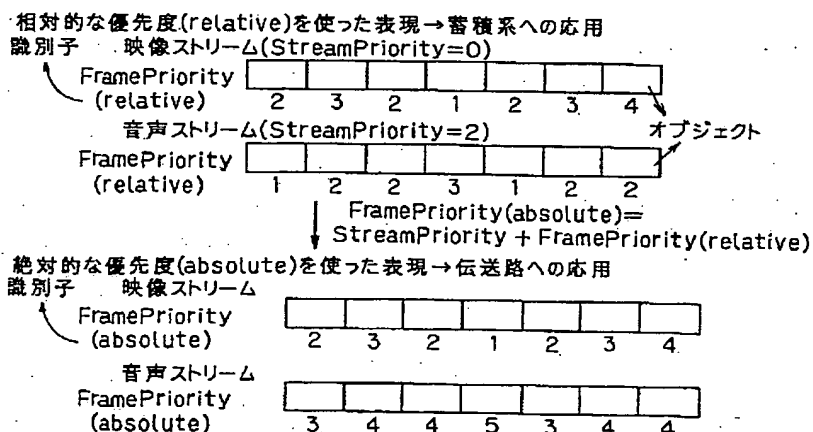 相対的な優先度(relative)を使った表現→蓄積系への応用
識別子 映像ストリーム(StreamPriority=0)
FramePriority
(relative) 2 3 2 1 2 3 4
音声ストリーム(StreamPriority=2) オブジェクト
FramePriority
(relative) 1 2 2 3 1 2 2
FramePriority(absolute)=
StreamPriority + FramePriority(relative)
絶対的な優先度(absolute)を使った表現→伝送路への応用
識別子 映像ストリーム
FramePriority
(absolute) 2 3 2 1 2 3 4
音声ストリーム
FramePriority
(absolute) 3 4 4 5 3 4 4